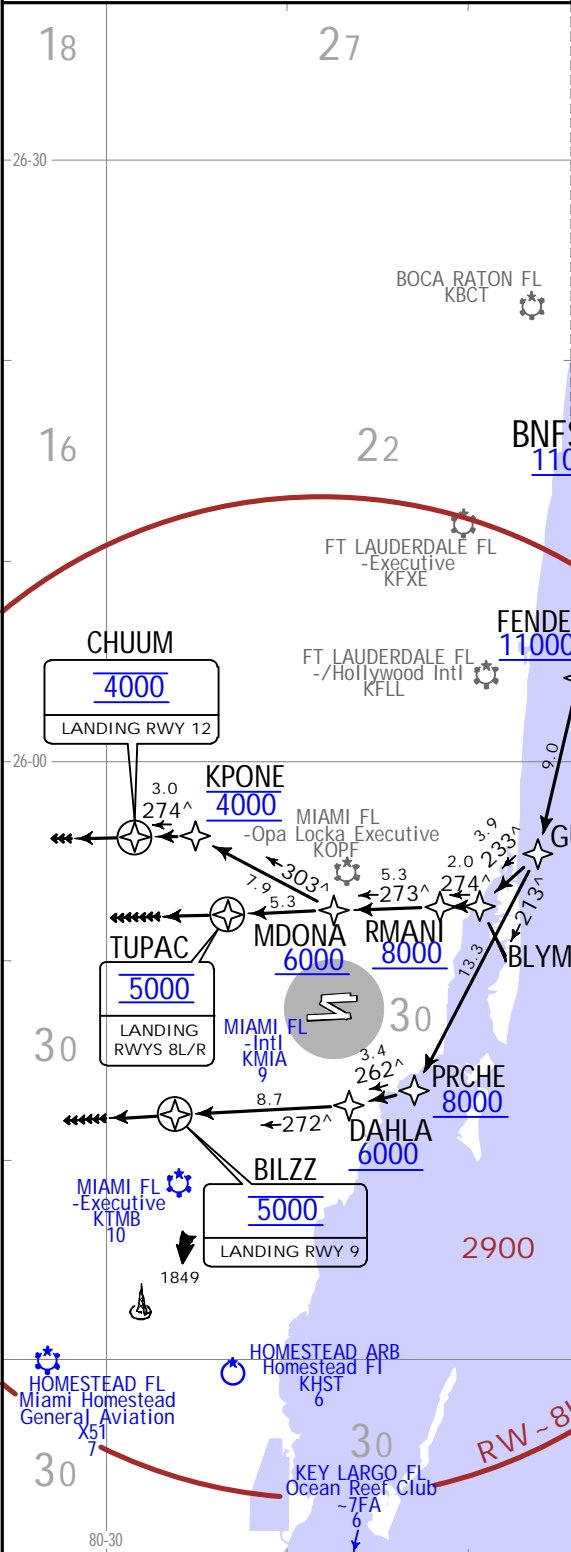 18
27
26-30
BOCA RATON FL
KBCT
16
22
BNFS
110
FT LAUDERDALE FL
-Executive
KFXE
FENDE
11000
CHUUM
4000
LANDING RWY 12
FT LAUDERDALE FL
-/Hollywood Intl
KFLL
26-00
9.0
3.0
274^
KPONE
4000
MIAMI FL
-Opa Locka Executive
KOPF
3.9
233^
GU
303^
7.9
5.3
5.3
273^
2.0
274^
213^
13.3
TUPAC
5000
LANDING
RWYS 8L/R
MDONA
6000
RMANI
8000
BLYM
30
MIAMI FL
-Intl
KMIA
9
30
3.4
262^
PRCHE
8000
8.7
272^
DAHLA
6000
MIAMI FL
-Executive
KTMB
10
BILZZ
5000
LANDING RWY 9
2900
1849
HOMESTEAD ARB
Homestead Fl
KHST
6
HOMESTEAD FL
Miami Homestead
General Aviation
X51
7
30
30
RW~8
KEY LARGO FL
Ocean Reef Club
~7FA
6
80-30